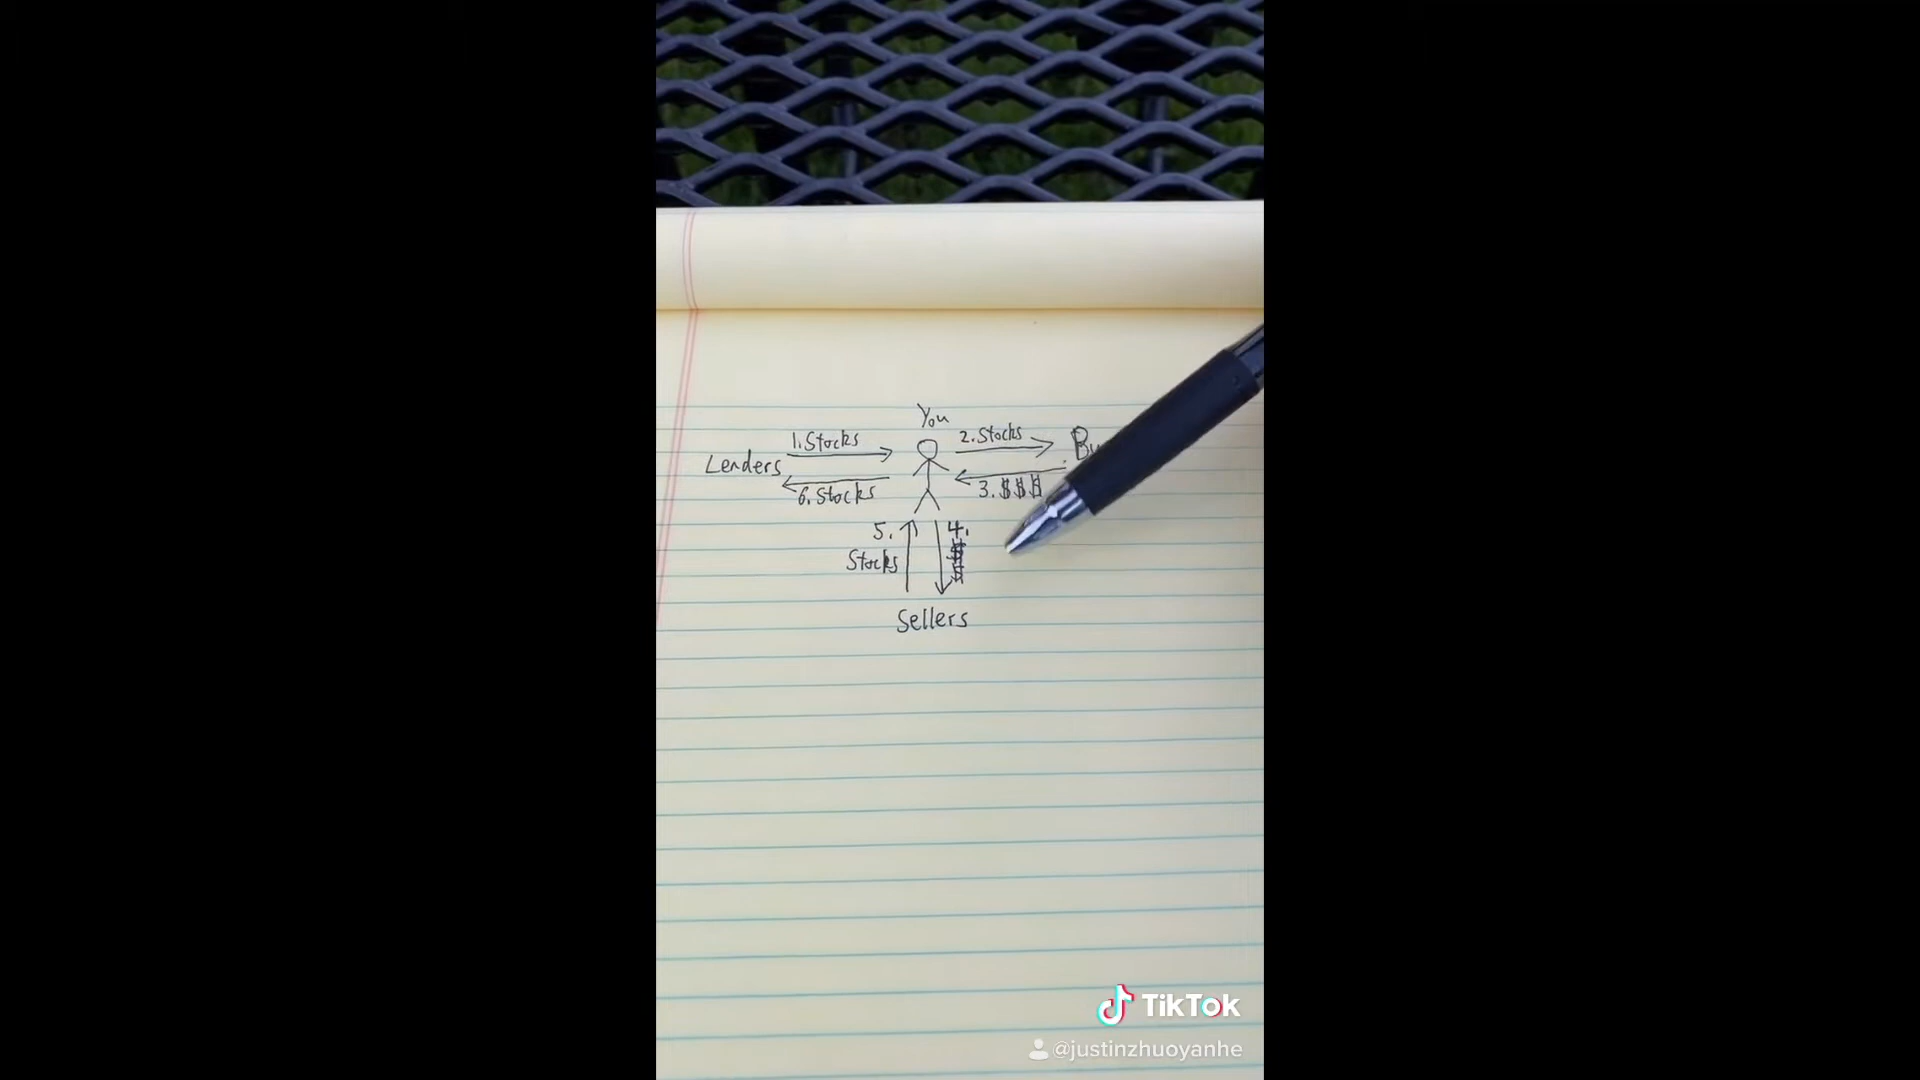 You
1.Stocks
2.Stocks
Lenders
6.Stocks
3.$$$
5.
4.
Stocks
$$
Sellers
TikTok
@justinzhuoyanhe